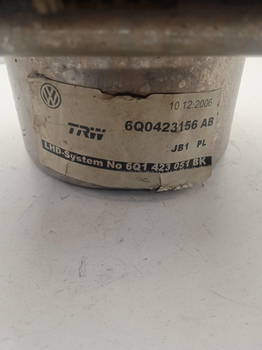 10.12.2006
6Q0423156 AB
TRW
JB1 PL
LHD-System No 6Q1 423 051 BK